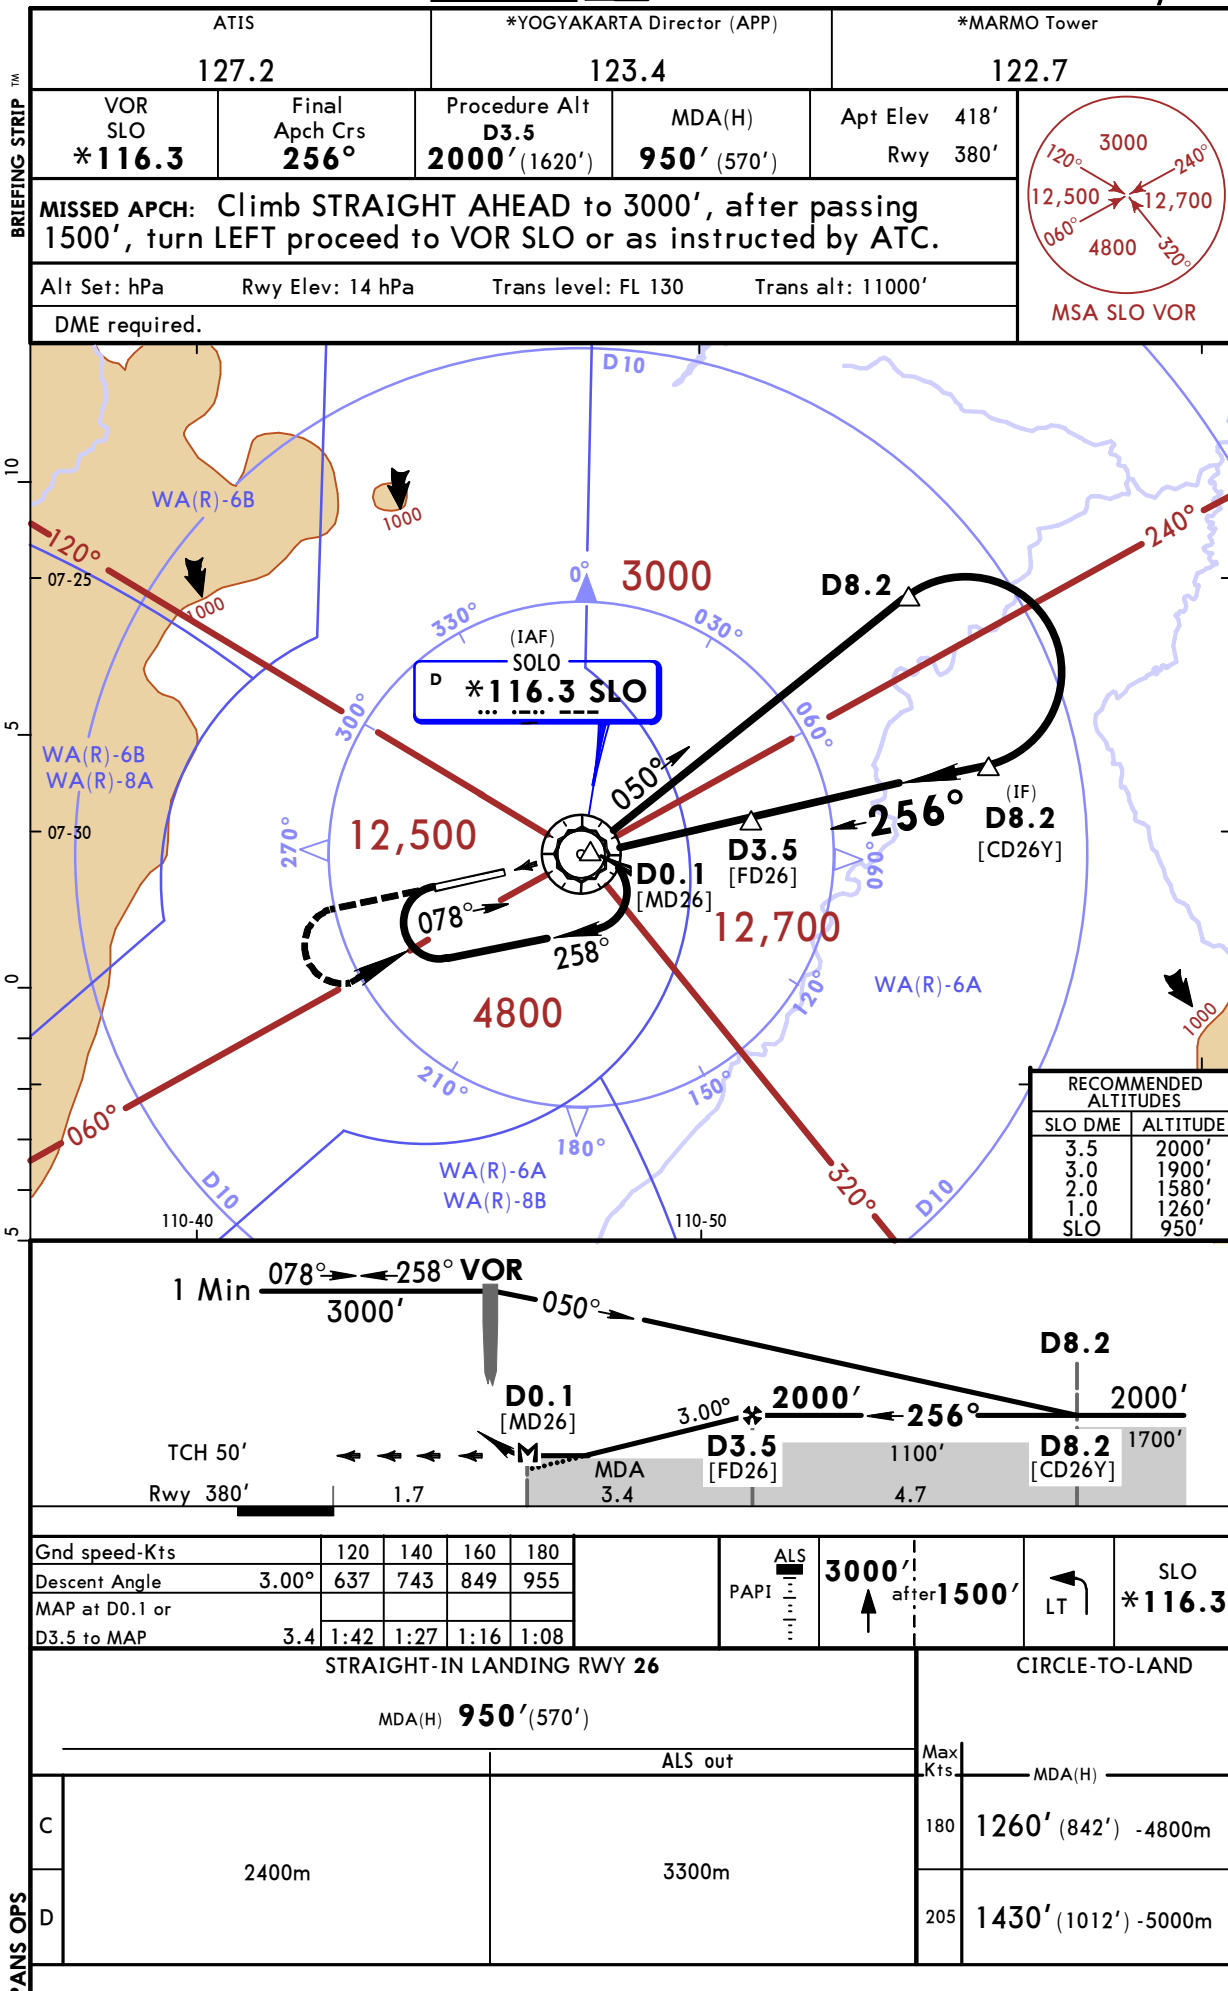 ATIS
127.2
*YOGYAKARTA Director (APP)
123.4
*MARMO Tower
122.7
BRIEFING STRIP ™
VOR
SLO
*116.3
Final
Apch Crs
256°
Procedure Alt
D3.5
2000' (1620')
MDA(H)
950' (570')
Apt Elev 418'
Rwy 380'
MISSED APCH: Climb STRAIGHT AHEAD to 3000', after passing
1500', turn LEFT proceed to VOR SLO or as instructed by ATC.
Alt Set: hPa Rwy Elev: 14 hPa Trans level: FL 130 Trans alt: 11000'
DME required.
3000
120°
240°
12,500
12,700
060°
4800
320°
MSA SLO VOR
D10
10
WA(R)-6B
1000
120°
240°
07-25
1000
0°
3000
D8.2
330°
030°
(IAF)
SOLO
D *116.3 SLO
300°
060°
5
WA(R)-6B
WA(R)-8A
050°
07-30
270°
12,500
256°
(IF)
D8.2
[CD26Y]
D3.5
[FD26]
090°
D0.1
[MD26]
078°
258°
12,700
0
4800
120°
WA(R)-6A
1000
210°
150°
060°
180°
D10
WA(R)-6A
WA(R)-8B
320°
D10
5
110-40
110-50
RECOMMENDED
ALTITUDES
SLO DME ALTITUDE
3.5 2000'
3.0 1900'
2.0 1580'
1.0 1260'
SLO 950'
1 Min
078° 258° VOR
3000'
050°
D8.2
D0.1
[MD26]
3.00°
2000'
256°
2000'
M
TCH 50'
MDA
D3.5
[FD26]
1100'
D8.2
[CD26Y]
1700'
Rwy 380'
1.7
3.4
4.7
Gnd speed-Kts 120 140 160 180
Descent Angle 3.00° 637 743 849 955
MAP at D0.1 or
D3.5 to MAP 3.4 1:42 1:27 1:16 1:08
ALS
PAPI
3000'
after 1500'
LT
SLO
*116.3
STRAIGHT-IN LANDING RWY 26
CIRCLE-TO-LAND
MDA(H) 950' (570')
ALS out
Max
Kts
MDA(H)
C
D
2400m
3300m
180 1260' (842') -4800m
205 1430' (1012') -5000m
PANS OPS